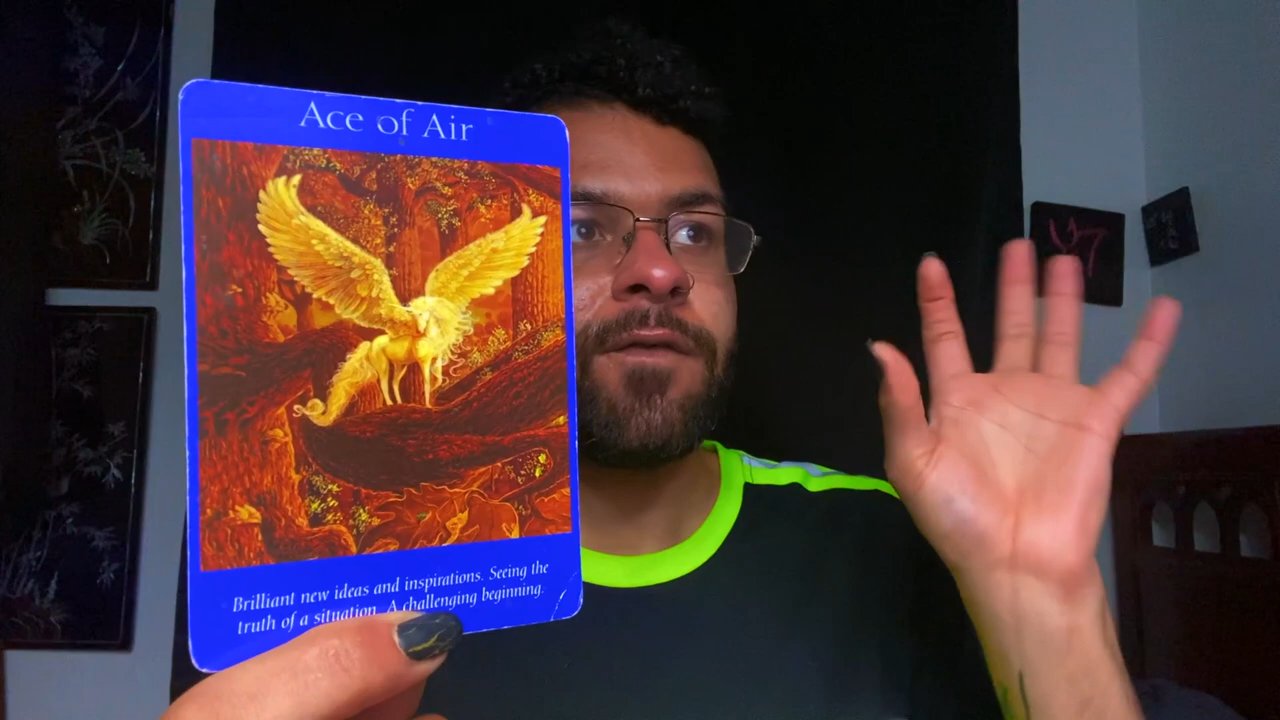 Ace of Air
Brilliant new ideas and inspirations. Seeing the
truth of a situation. A challenging beginning.